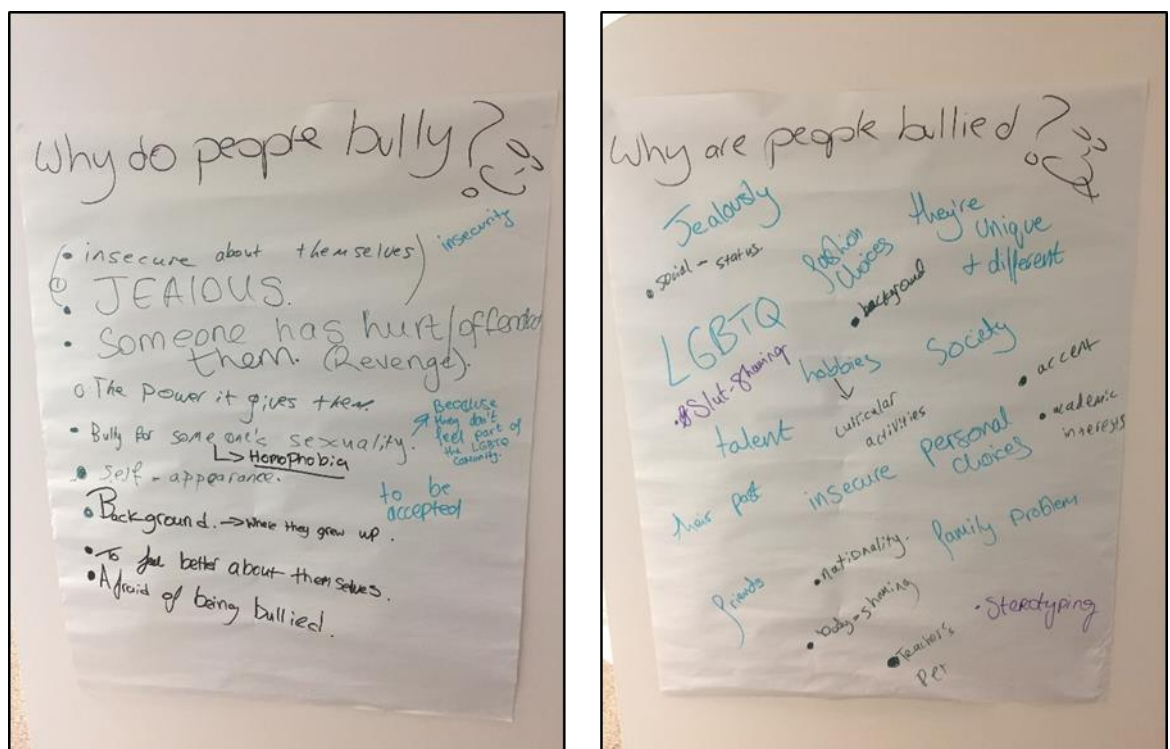 Why do people bully?
insecurity
• insecure about themselves
• JEALOUS.
• Someone has hurt/offended
them. (Revenge).
○ The power it gives them
• Bully for someone's sexuality.
↳ Homophobia
Because
they don't
feel part of
the LGBTQ
• Self-appearance.
to be
accepted
• Background. → Where they grew up.
• To feel better about themselves.
• Afraid of being bullied.
Why are people bullied?
Jealously
• social-status.
fashion
choices
they're
unique
+ different
• background
LGBTQ
• Slut-Shaming
hobbies
↓
curricular
activities
Society
• accent
• academic
interests
talent
personal
choices
their past
insecure
family problem
friends
• nationality.
• body-shaming
• Teacher's
Pet
• Sterotyping